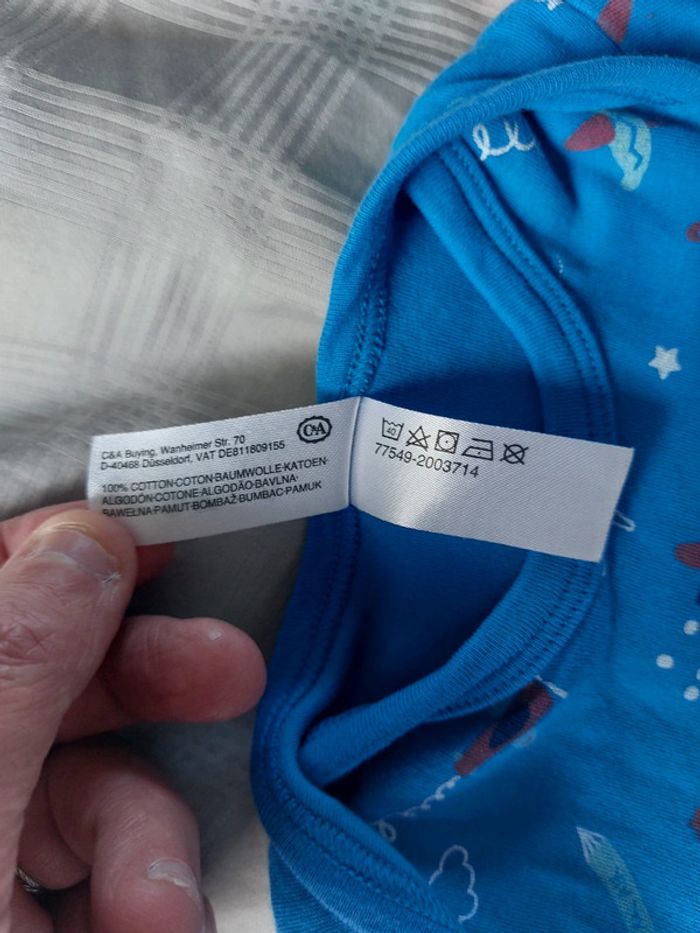 C&A Buying, Wanheimer Str. 70
D-40468 Düsseldorf, VAT DE811809155
C&A
100% COTTON·COTON·BAUMWOLLE·KATOEN·
ALGODÓN·COTONE·ALGODÃO·BAVLNA·
BAWEŁNA·PAMUT·BOMBAŽ·BUMBAC·PAMUK
40
77549-2003714